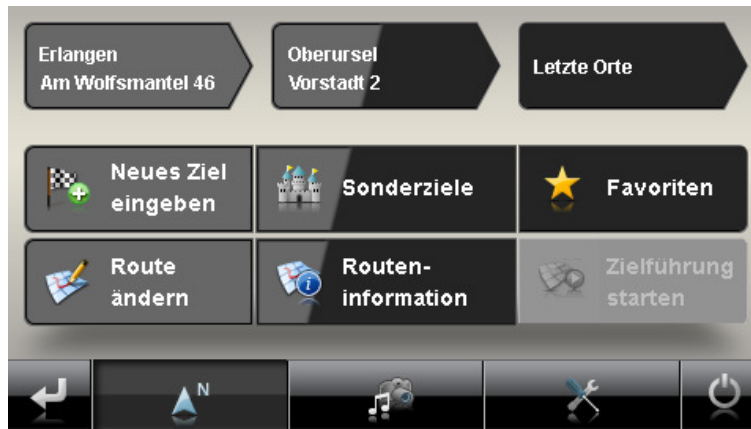 Erlangen
Am Wolfsmantel 46
Oberursel
Vorstadt 2
Letzte Orte
Neues Ziel
eingeben
Sonderziele
Favoriten
Route
ändern
Routen-
information
Zielführung
starten
N